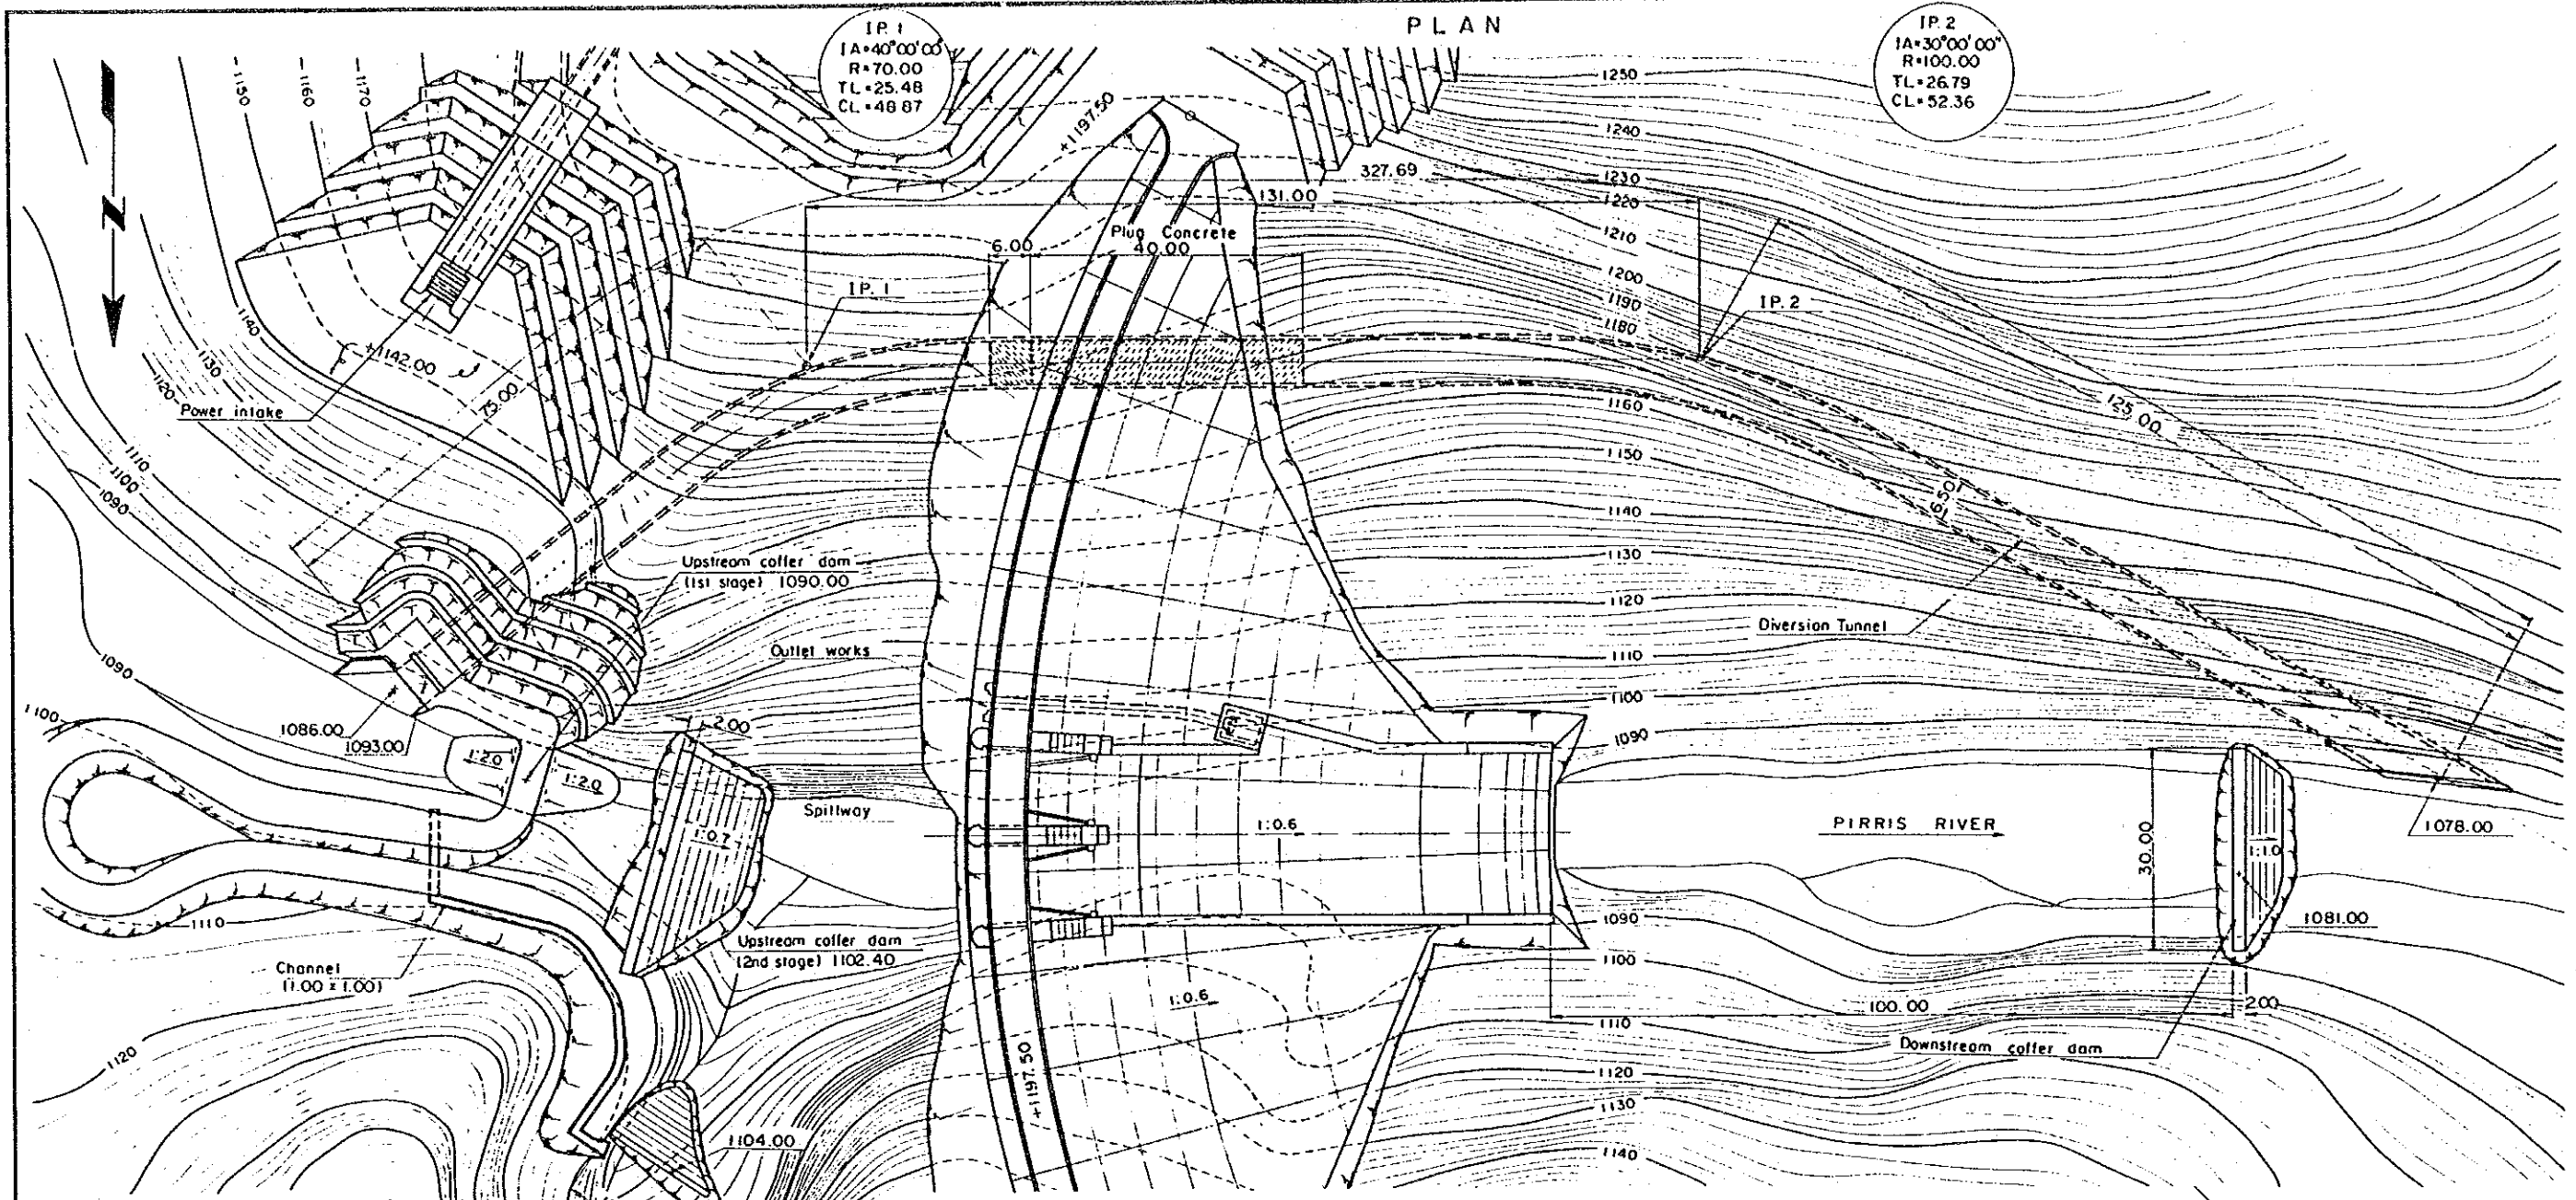 PLAN
I P. 1
IA=40°00'00"
R=70.00
TL=25.48
CL=48.87
IP. 2
IA=30°00'00"
R=100.00
TL=26.79
CL=52.36
1150
1160
1170
+1197.50
1250
1240
327.69
1230
131.00
1220
Plug Concrete
6.00
40.00
1210
1200
1190
1180
I P. 1
I P. 2
N
1140
+1142.00
1130
1120
75.00
Power intake
1160
125.00
1150
1110
1100
1090
6.50
1140
1130
Upstream coffer dam
(1st stage) 1090.00
1120
Diversion Tunnel
Outlet works
1110
1090
1100
1100
2.00
1086.00
1093.00
1090
1:2.0
1:2.0
Spillway
1:0.7
1:0.6
PIRRIS RIVER
1078.00
30.00
1:1.0
1110
1090
1081.00
Upstream coffer dam
(2nd stage) 1102.40
1100
Channel
(1.00 x 1.00)
1:0.6
100.00
2.00
1110
Downstream coffer dam
1120
+1197.50
1120
1130
1104.00
1140